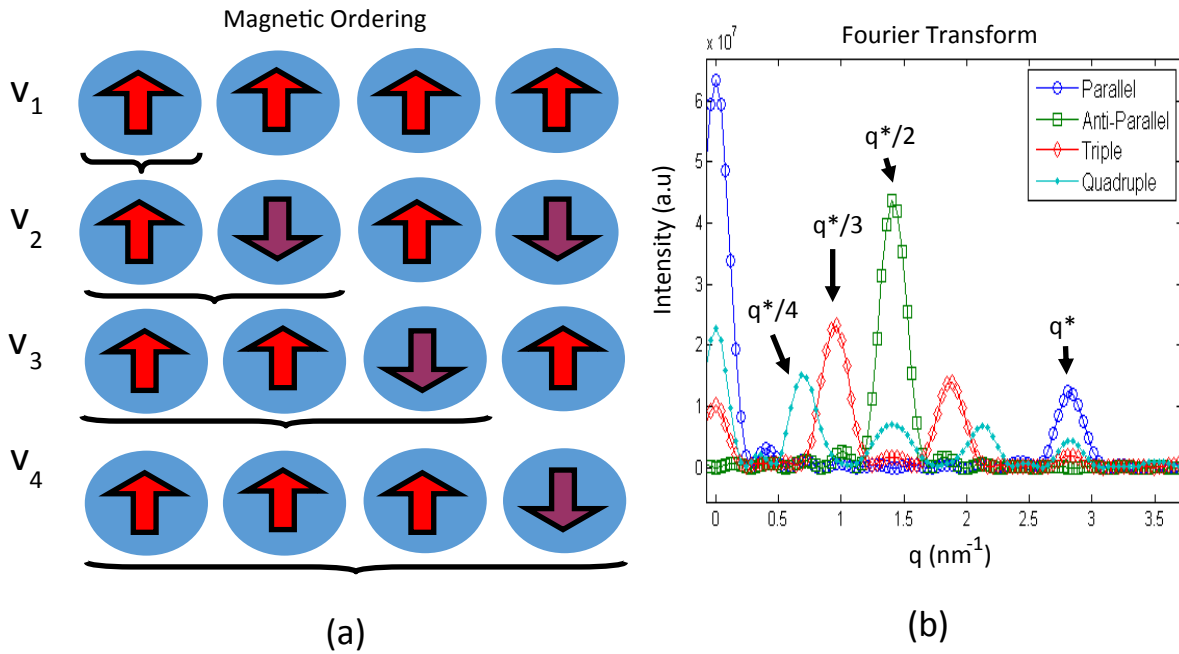 Magnetic Ordering
v1
v2
v3
v4
(a)
Fourier Transform
x 10^7
Intensity (a.u)
6
5
4
3
2
1
0
Parallel
Anti-Parallel
Triple
Quadruple
q*/4
q*/3
q*/2
q*
0 0.5 1 1.5 2 2.5 3 3.5
q (nm-1)
(b)